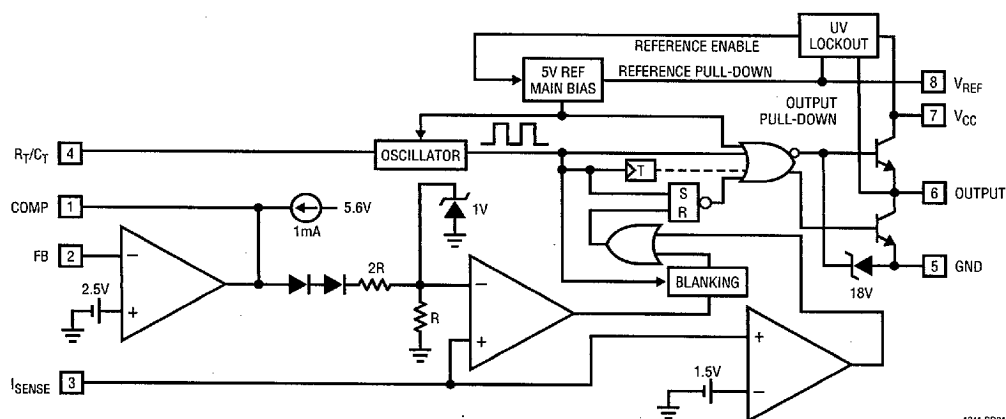 UV
LOCKOUT
REFERENCE ENABLE
5V REF
MAIN BIAS
REFERENCE PULL-DOWN
8 VREF
OUTPUT
PULL-DOWN
7 VCC
RT/CT 4
OSCILLATOR
T
COMP 1
5.6V
1mA
1V
S
R
6 OUTPUT
FB 2
−
2R
2.5V
+
R
−
+
BLANKING
18V
5 GND
ISENSE 3
+
1.5V
−